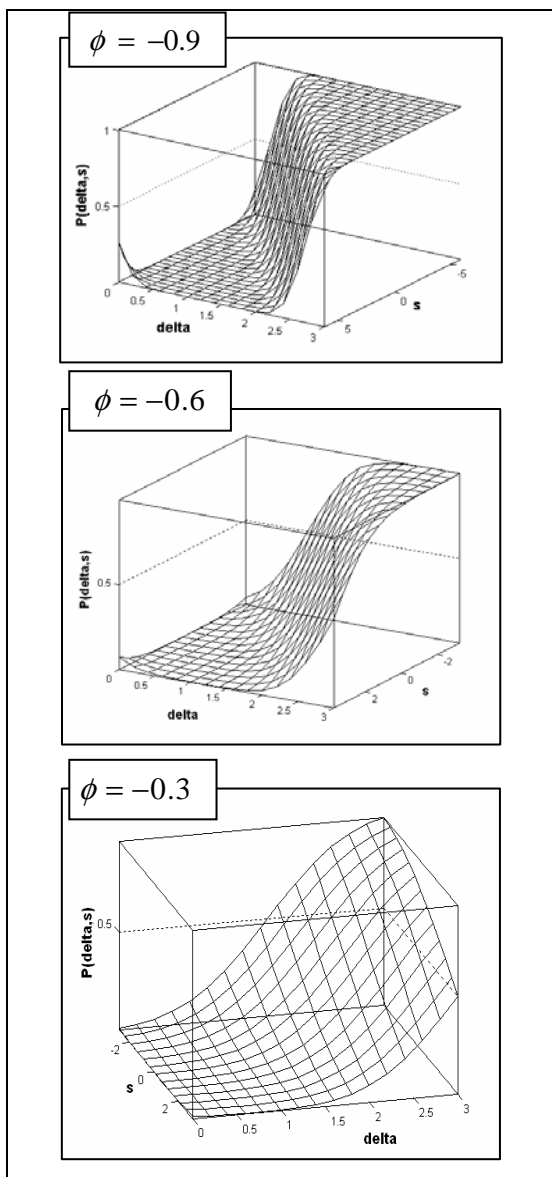 ϕ = −0.9
1
0.5
P(delta,s)
0
0.5
1
1.5
2
2.5
3
delta
5
0
-5
s
ϕ = −0.6
0.5
P(delta,s)
0
0.5
1
1.5
2
2.5
3
delta
2
0
-2
s
ϕ = −0.3
0.5
P(delta,s)
-2
0
2
s
0
0.5
1
1.5
2
2.5
3
delta